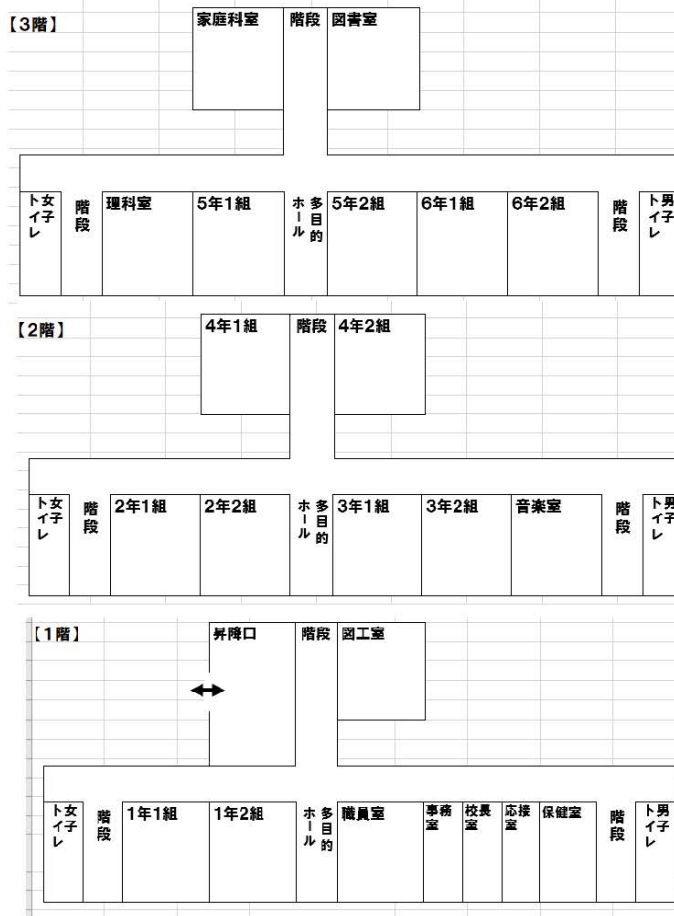 【3階】
家庭科室
階段
図書室
女子トイレ
階段
理科室
5年1組
多目的ホール
5年2組
6年1組
6年2組
階段
男子トイレ
【2階】
4年1組
階段
4年2組
女子トイレ
階段
2年1組
2年2組
多目的ホール
3年1組
3年2組
音楽室
階段
男子トイレ
【1階】
昇降口
階段
図工室
女子トイレ
階段
1年1組
1年2組
多目的ホール
職員室
事務室
校長室
応接室
保健室
階段
男子トイレ